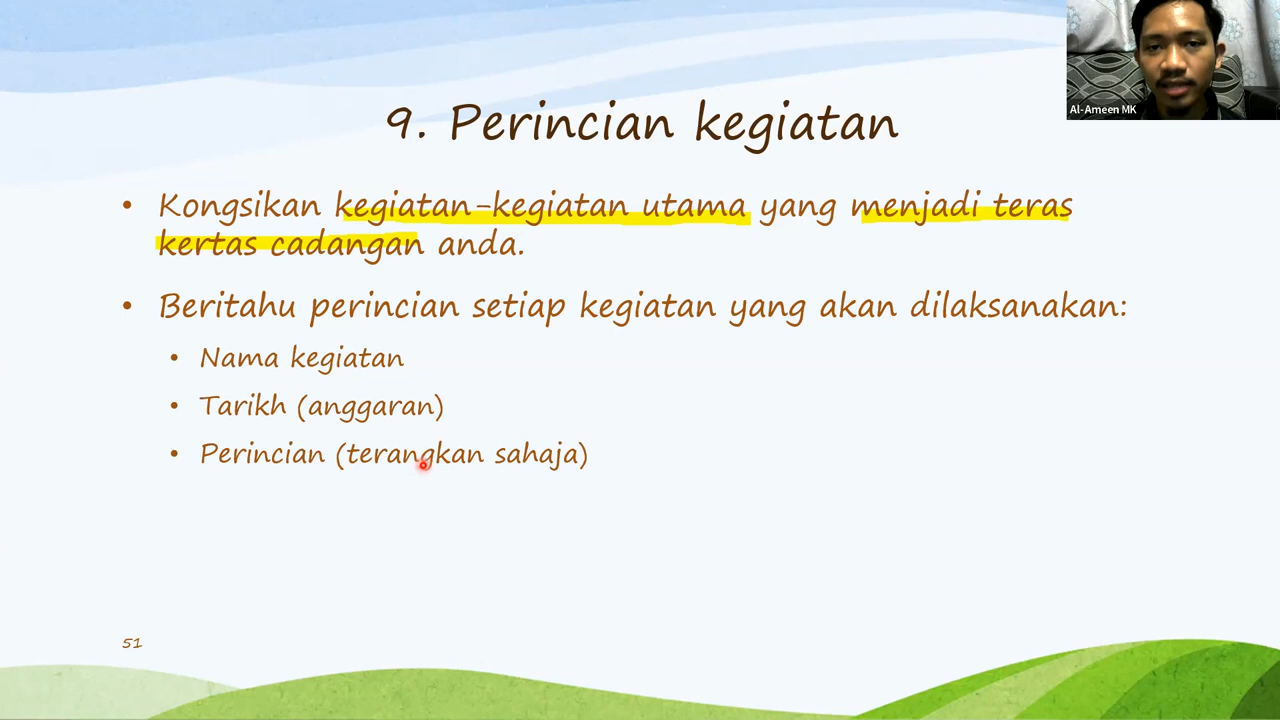 Al-Ameen MK
9. Perincian kegiatan
• Kongsikan kegiatan-kegiatan utama yang menjadi teras
kertas cadangan anda.
• Beritahu perincian setiap kegiatan yang akan dilaksanakan:
• Nama kegiatan
• Tarikh (anggaran)
• Perincian (terangkan sahaja)
51